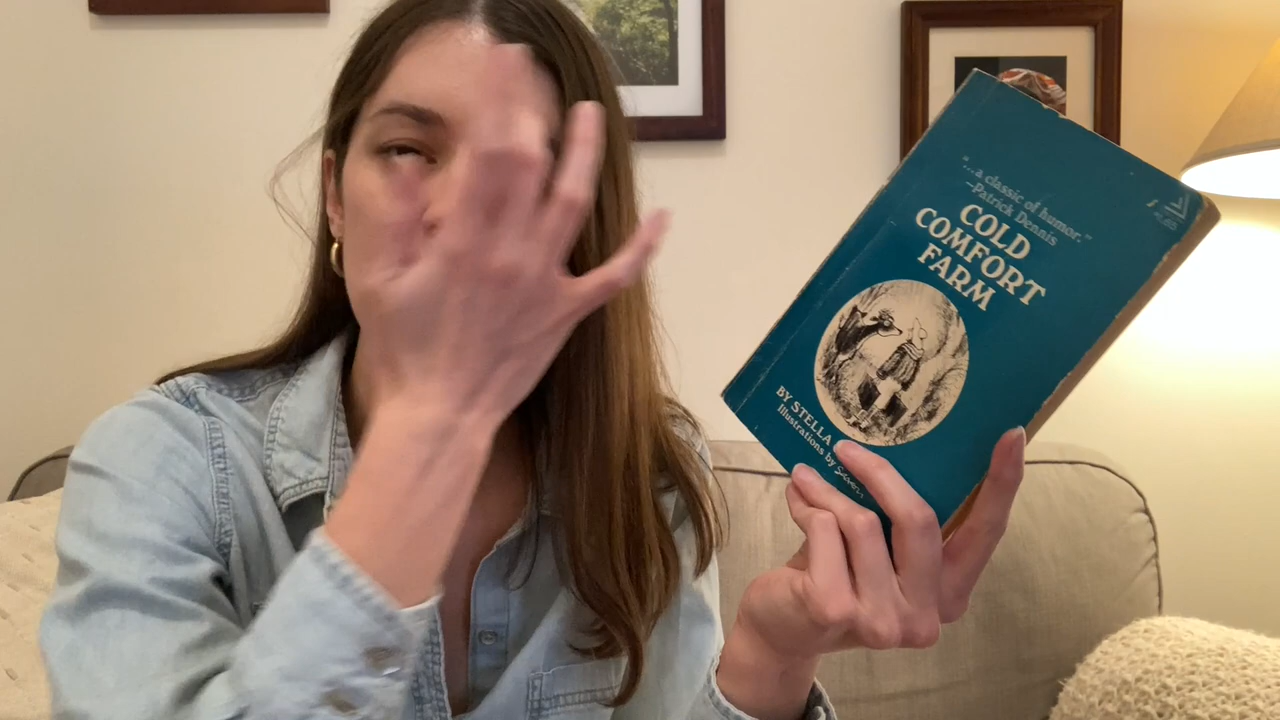 "...a classic of humor."
-Patrick Dennis
COLD
COMFORT
FARM
BY STELLA
Illustrations by